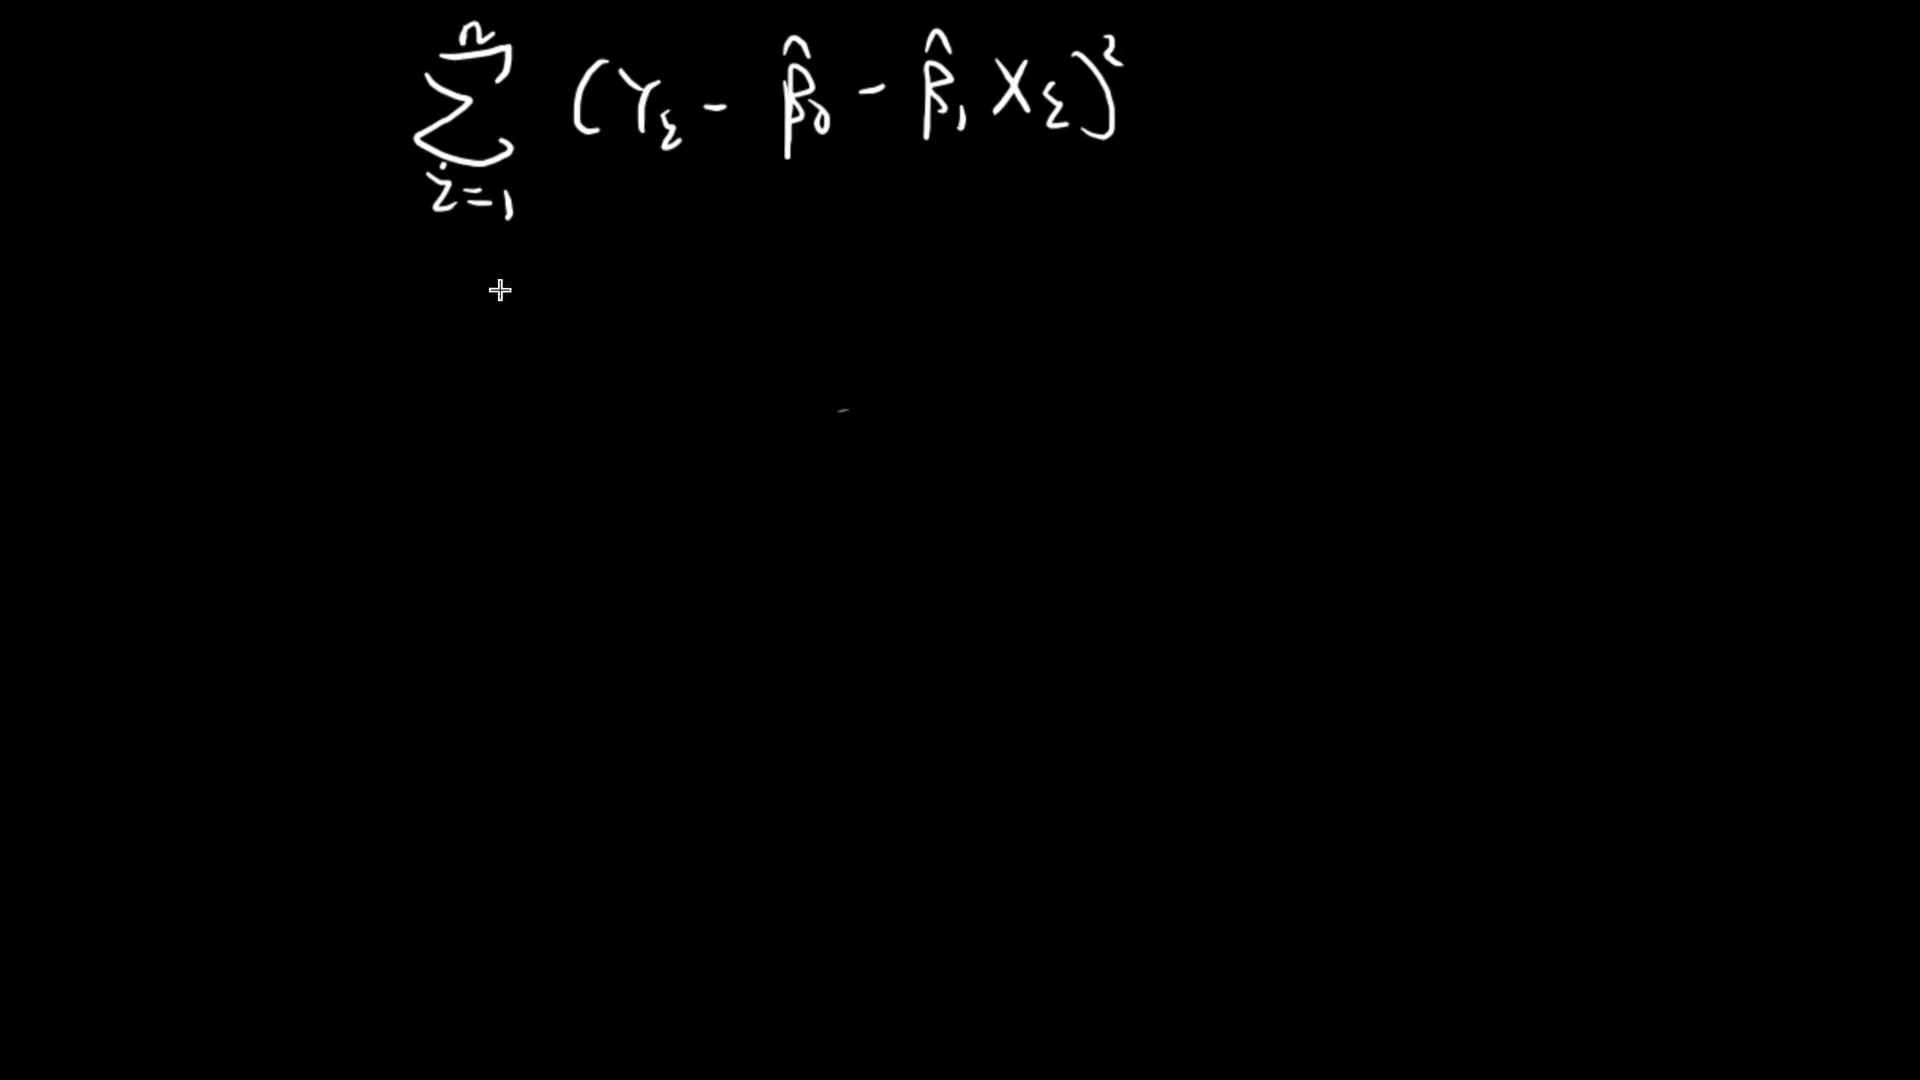 \sum_{i=1}^{n} (Y_i - \hat{\beta}_0 - \hat{\beta}_1 X_i)^2